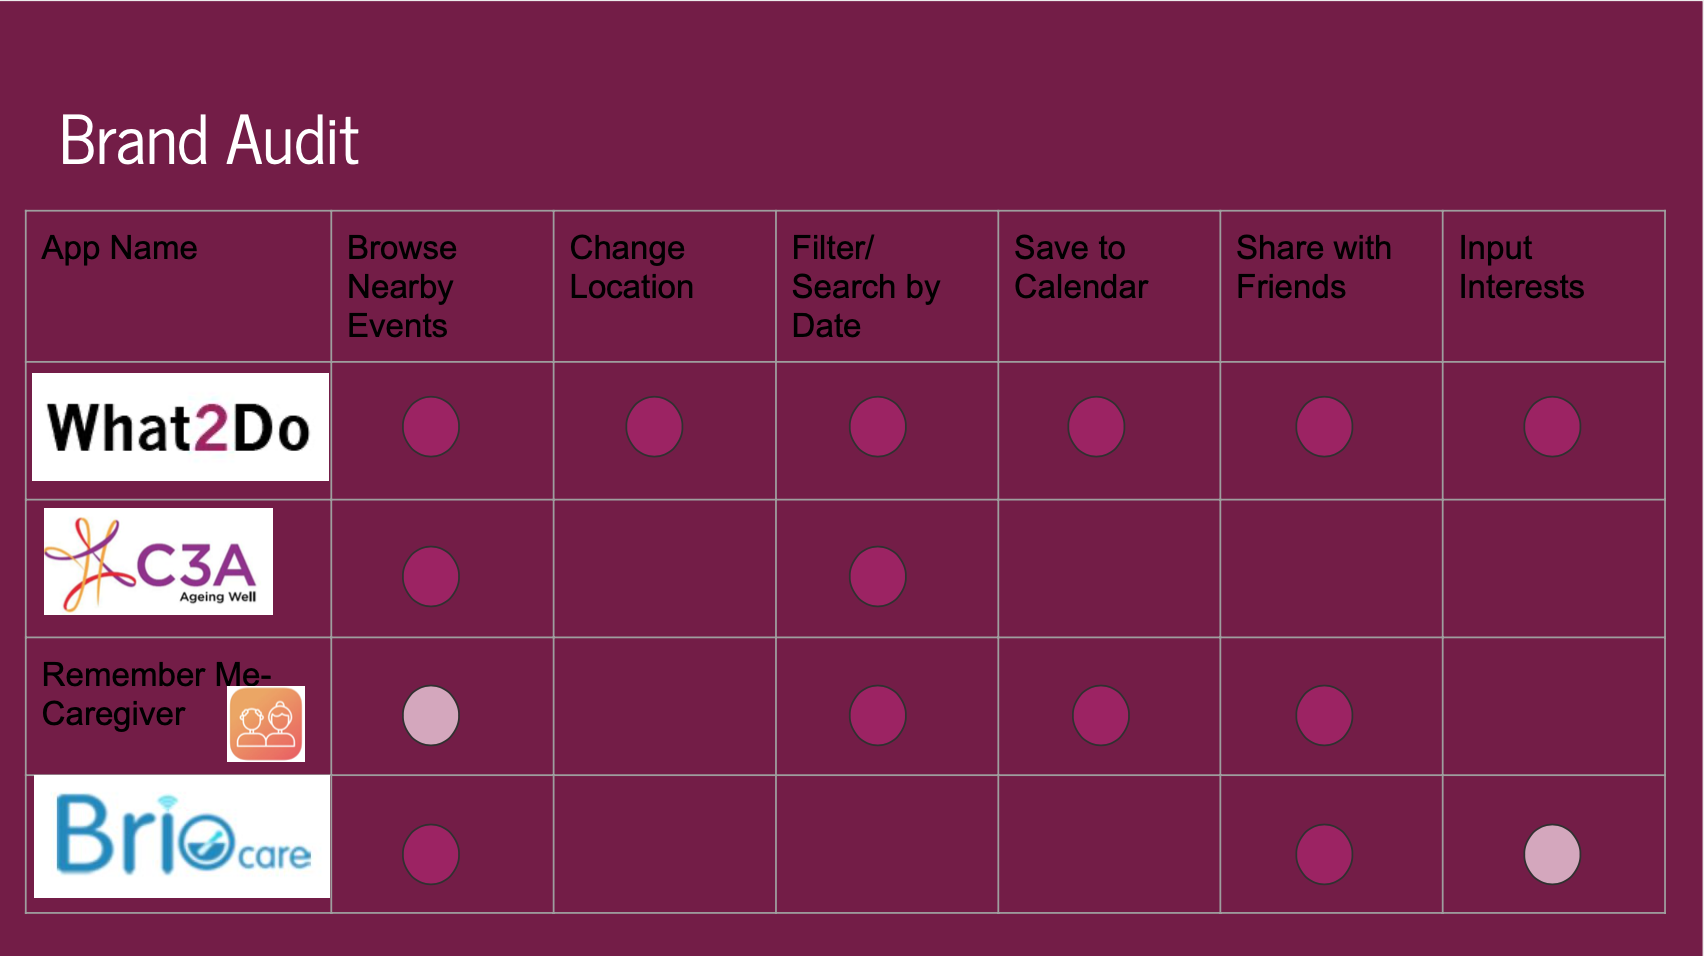 Brand Audit
App Name
Browse
Nearby
Events
Change
Location
Filter/
Search by
Date
Save to
Calendar
Share with
Friends
Input
Interests
What2Do
C3A
Ageing Well
Remember Me-
Caregiver
Brio care